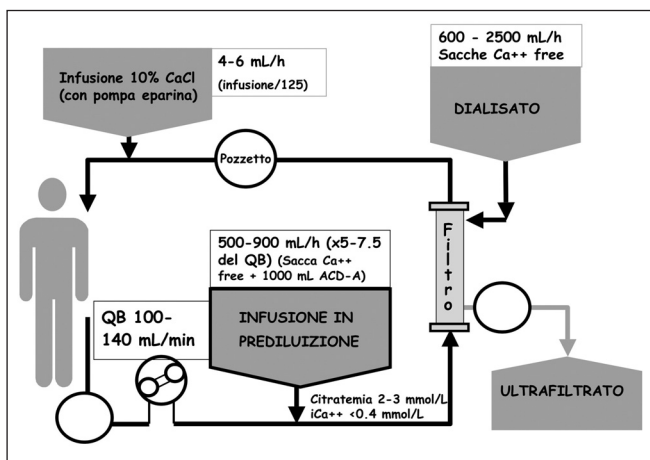 Infusione 10% CaCl
(con pompa eparina)
4-6 mL/h
(infusione/125)
600 - 2500 mL/h
Sacche Ca++ free
DIALISATO
Pozzetto
Filtro
500-900 mL/h (x5-7.5
del QB) (Sacca Ca++
free + 1000 mL ACD-A)
QB 100-
140 mL/min
INFUSIONE IN
PREDILUIZIONE
Citratemia 2-3 mmol/L
iCa++ <0.4 mmol/L
ULTRAFILTRATO